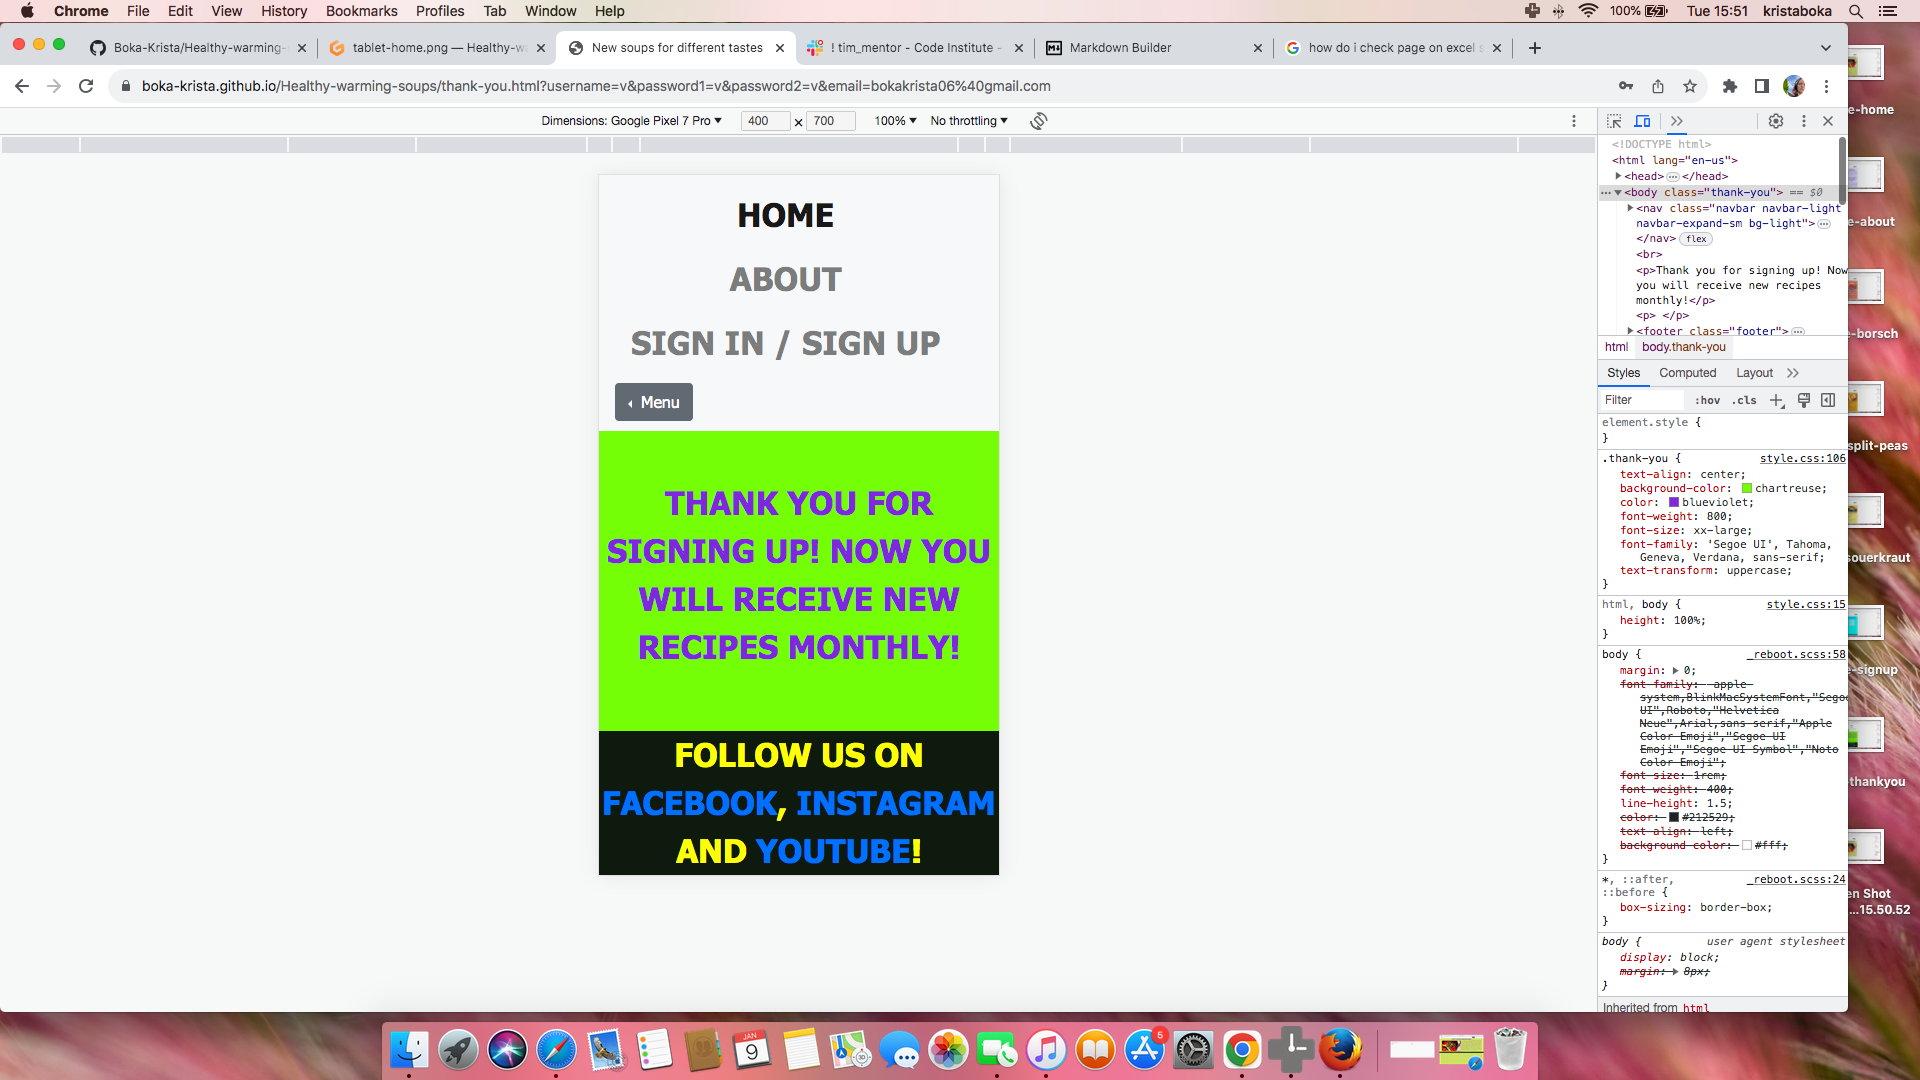 Chrome File Edit View History Bookmarks Profiles Tab Window Help 100% Tue 15:51 kristaboka
Boka-Krista/Healthy-warming- tablet-home.png — Healthy-wa New soups for different tastes ! tim_mentor - Code Institute - Markdown Builder how do i check page on excel s
boka-krista.github.io/Healthy-warming-soups/thank-you.html?username=v&password1=v&password2=v&email=bokakrista06%40gmail.com
Dimensions: Google Pixel 7 Pro 400 × 700 100% No throttling
HOME
ABOUT
SIGN IN / SIGN UP
Menu
THANK YOU FOR
SIGNING UP! NOW YOU
WILL RECEIVE NEW
RECIPES MONTHLY!
FOLLOW US ON
FACEBOOK, INSTAGRAM
AND YOUTUBE!
<!DOCTYPE html>
<html lang="en-us">
<head> </head>
<body class="thank-you"> == $0
<nav class="navbar navbar-light
navbar-expand-sm bg-light">
</nav> flex
<br>
<p>Thank you for signing up! Now
you will receive new recipes
monthly!</p>
<p> </p>
<footer class="footer">
html body.thank-you
Styles Computed Layout
Filter :hov .cls
element.style {
}
.thank-you { style.css:106
text-align: center;
background-color: chartreuse;
color: blueviolet;
font-weight: 800;
font-size: xx-large;
font-family: 'Segoe UI', Tahoma,
Geneva, Verdana, sans-serif;
text-transform: uppercase;
}
html, body { style.css:15
height: 100%;
}
body { _reboot.scss:58
margin: 0;
font-family: -apple-
system,BlinkMacSystemFont,"Segoe
UI",Roboto,"Helvetica
Neue",Arial,sans-serif,"Apple
Color Emoji","Segoe UI
Emoji","Segoe UI Symbol","Noto
Color Emoji";
font-size: 1rem;
font-weight: 400;
line-height: 1.5;
color: #212529;
text-align: left;
background-color: #fff;
}
*, ::after, _reboot.scss:24
::before {
box-sizing: border-box;
}
body { user agent stylesheet
display: block;
margin: 8px;
}
Inherited from html
e-home
e-about
e-borsch
split-peas
souerkraut
e-signup
thankyou
en Shot
...15.50.52
JAN
9
3D
5